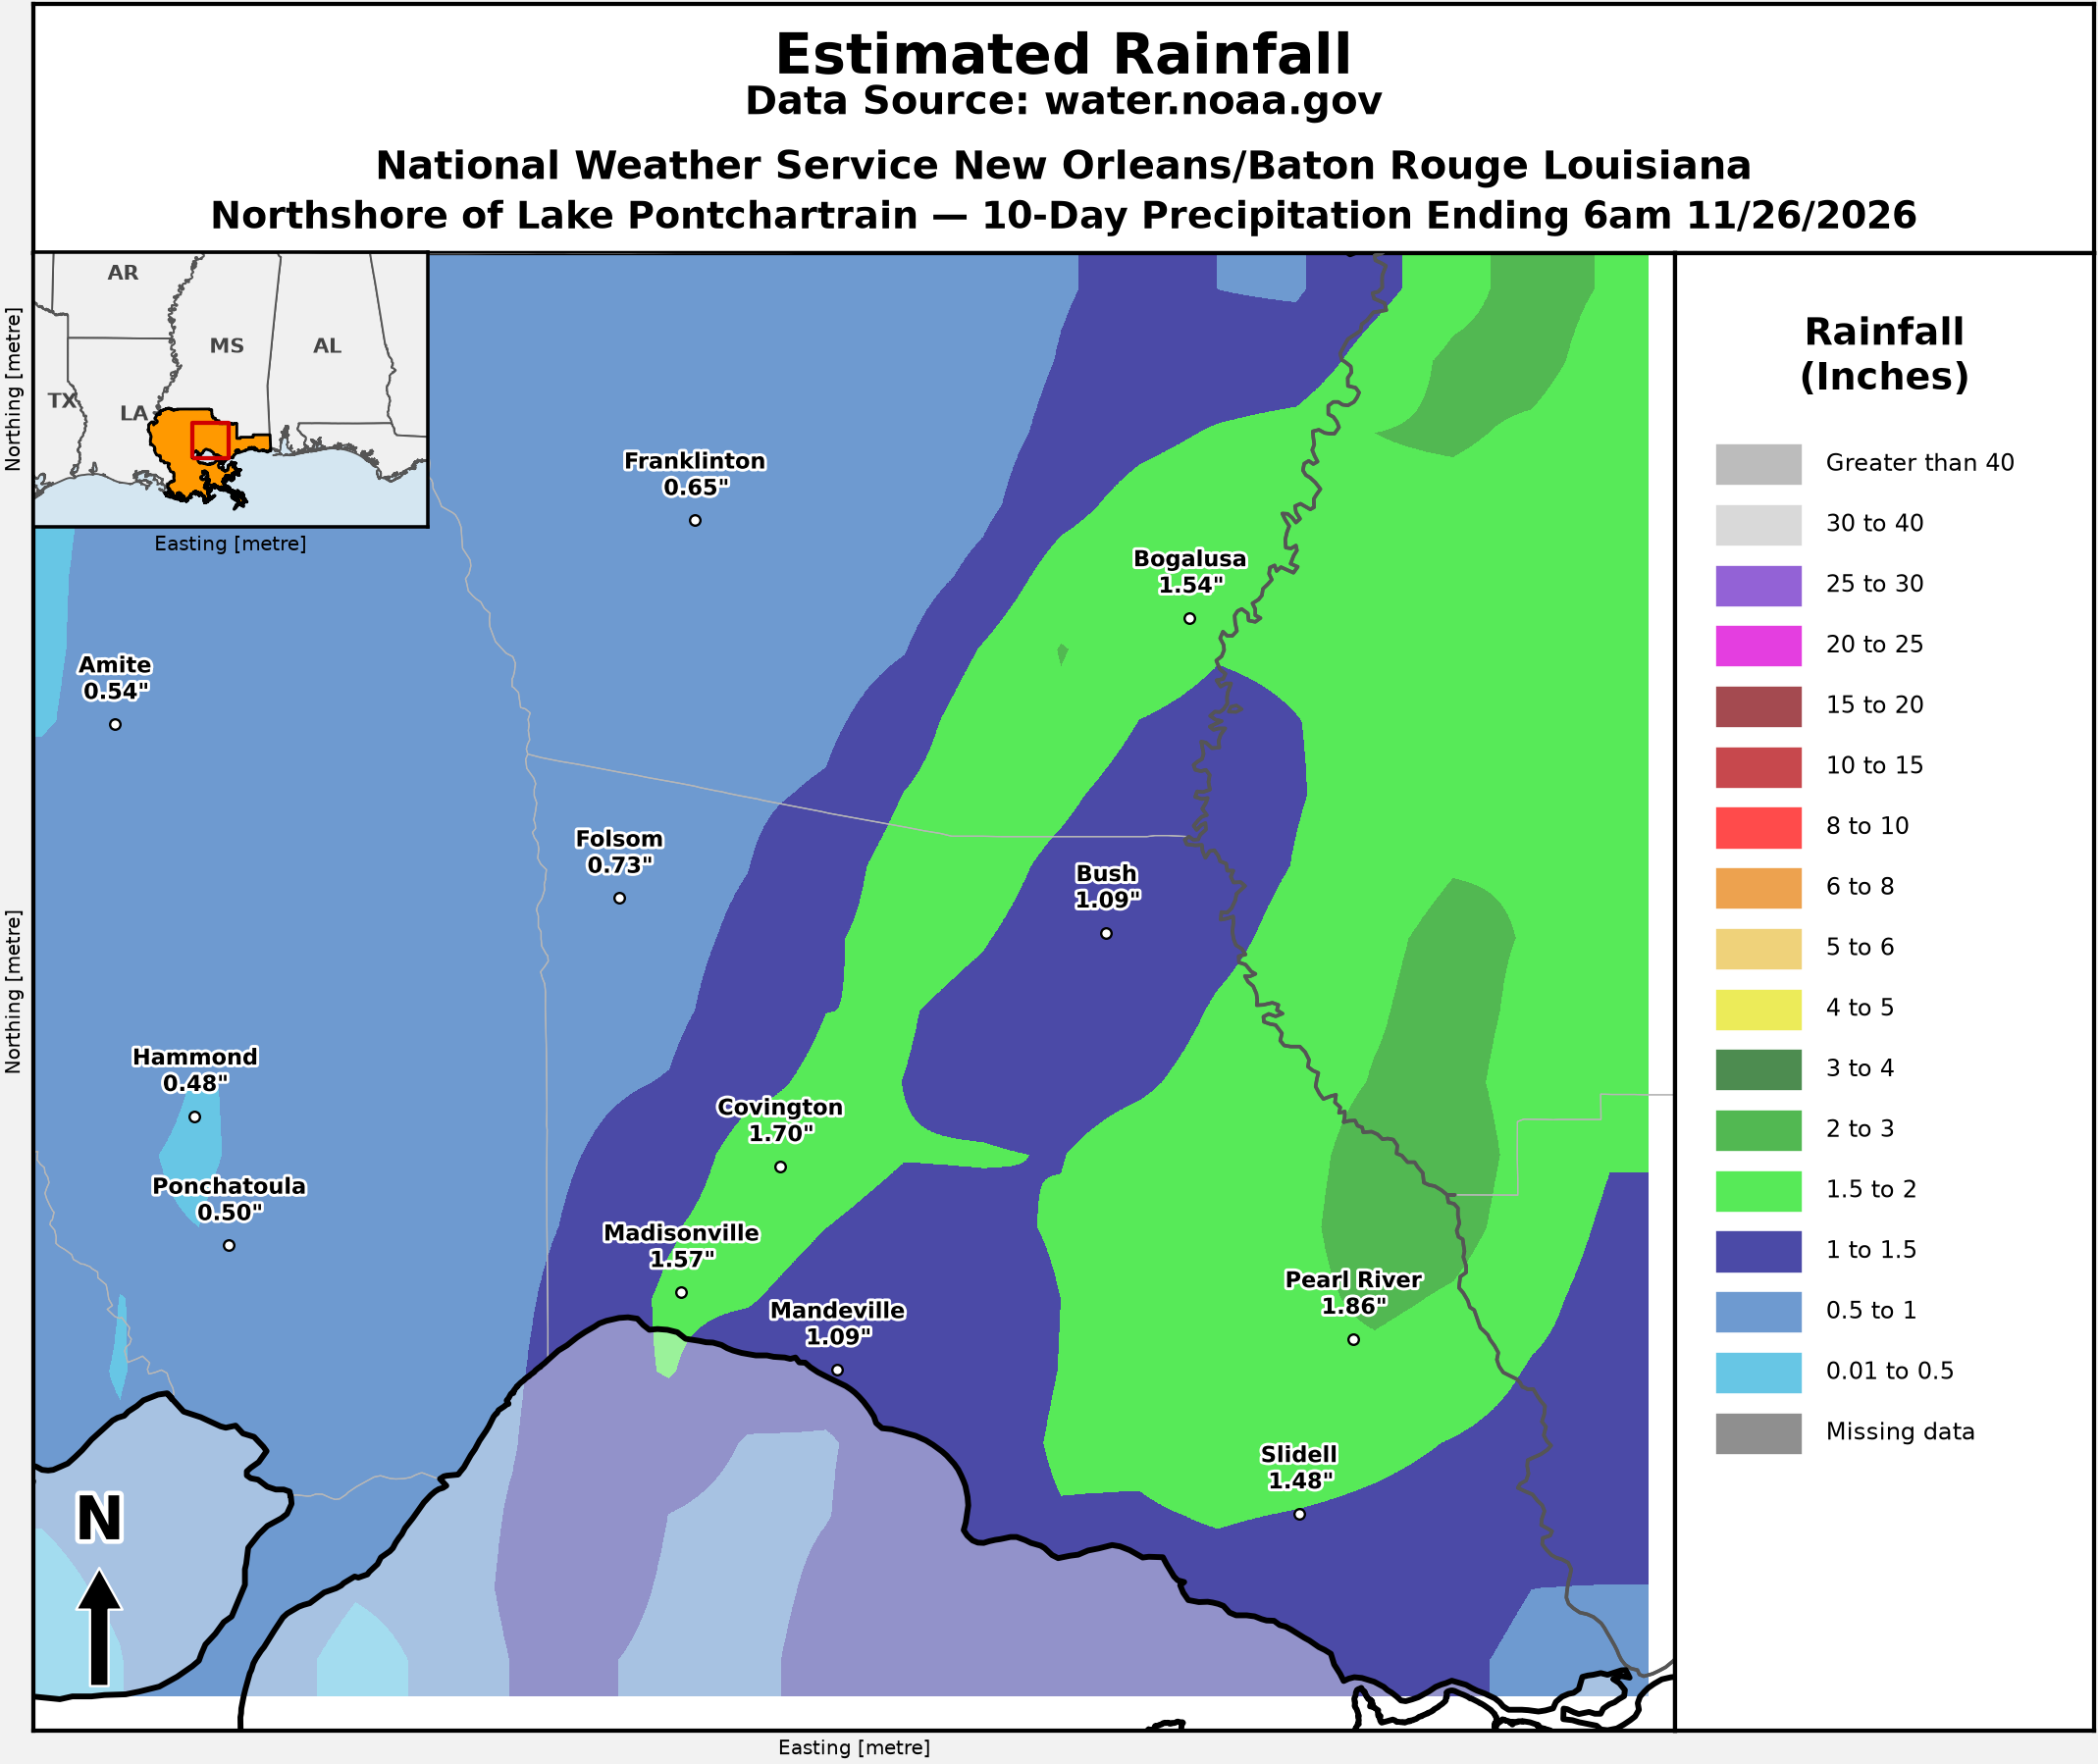 Estimated Rainfall
Data Source: water.noaa.gov
National Weather Service New Orleans/Baton Rouge Louisiana
Northshore of Lake Pontchartrain — 10-Day Precipitation Ending 6am 11/26/2026
Northing [metre]
AR
MS
AL
TX
LA
Easting [metre]
Franklinton
0.65"
Bogalusa
1.54"
Amite
0.54"
Folsom
0.73"
Bush
1.09"
Northing [metre]
Hammond
0.48"
Covington
1.70"
Ponchatoula
0.50"
Madisonville
1.57"
Pearl River
1.86"
Mandeville
1.09"
Slidell
1.48"
N
Easting [metre]
Rainfall
(Inches)
Greater than 40
30 to 40
25 to 30
20 to 25
15 to 20
10 to 15
8 to 10
6 to 8
5 to 6
4 to 5
3 to 4
2 to 3
1.5 to 2
1 to 1.5
0.5 to 1
0.01 to 0.5
Missing data